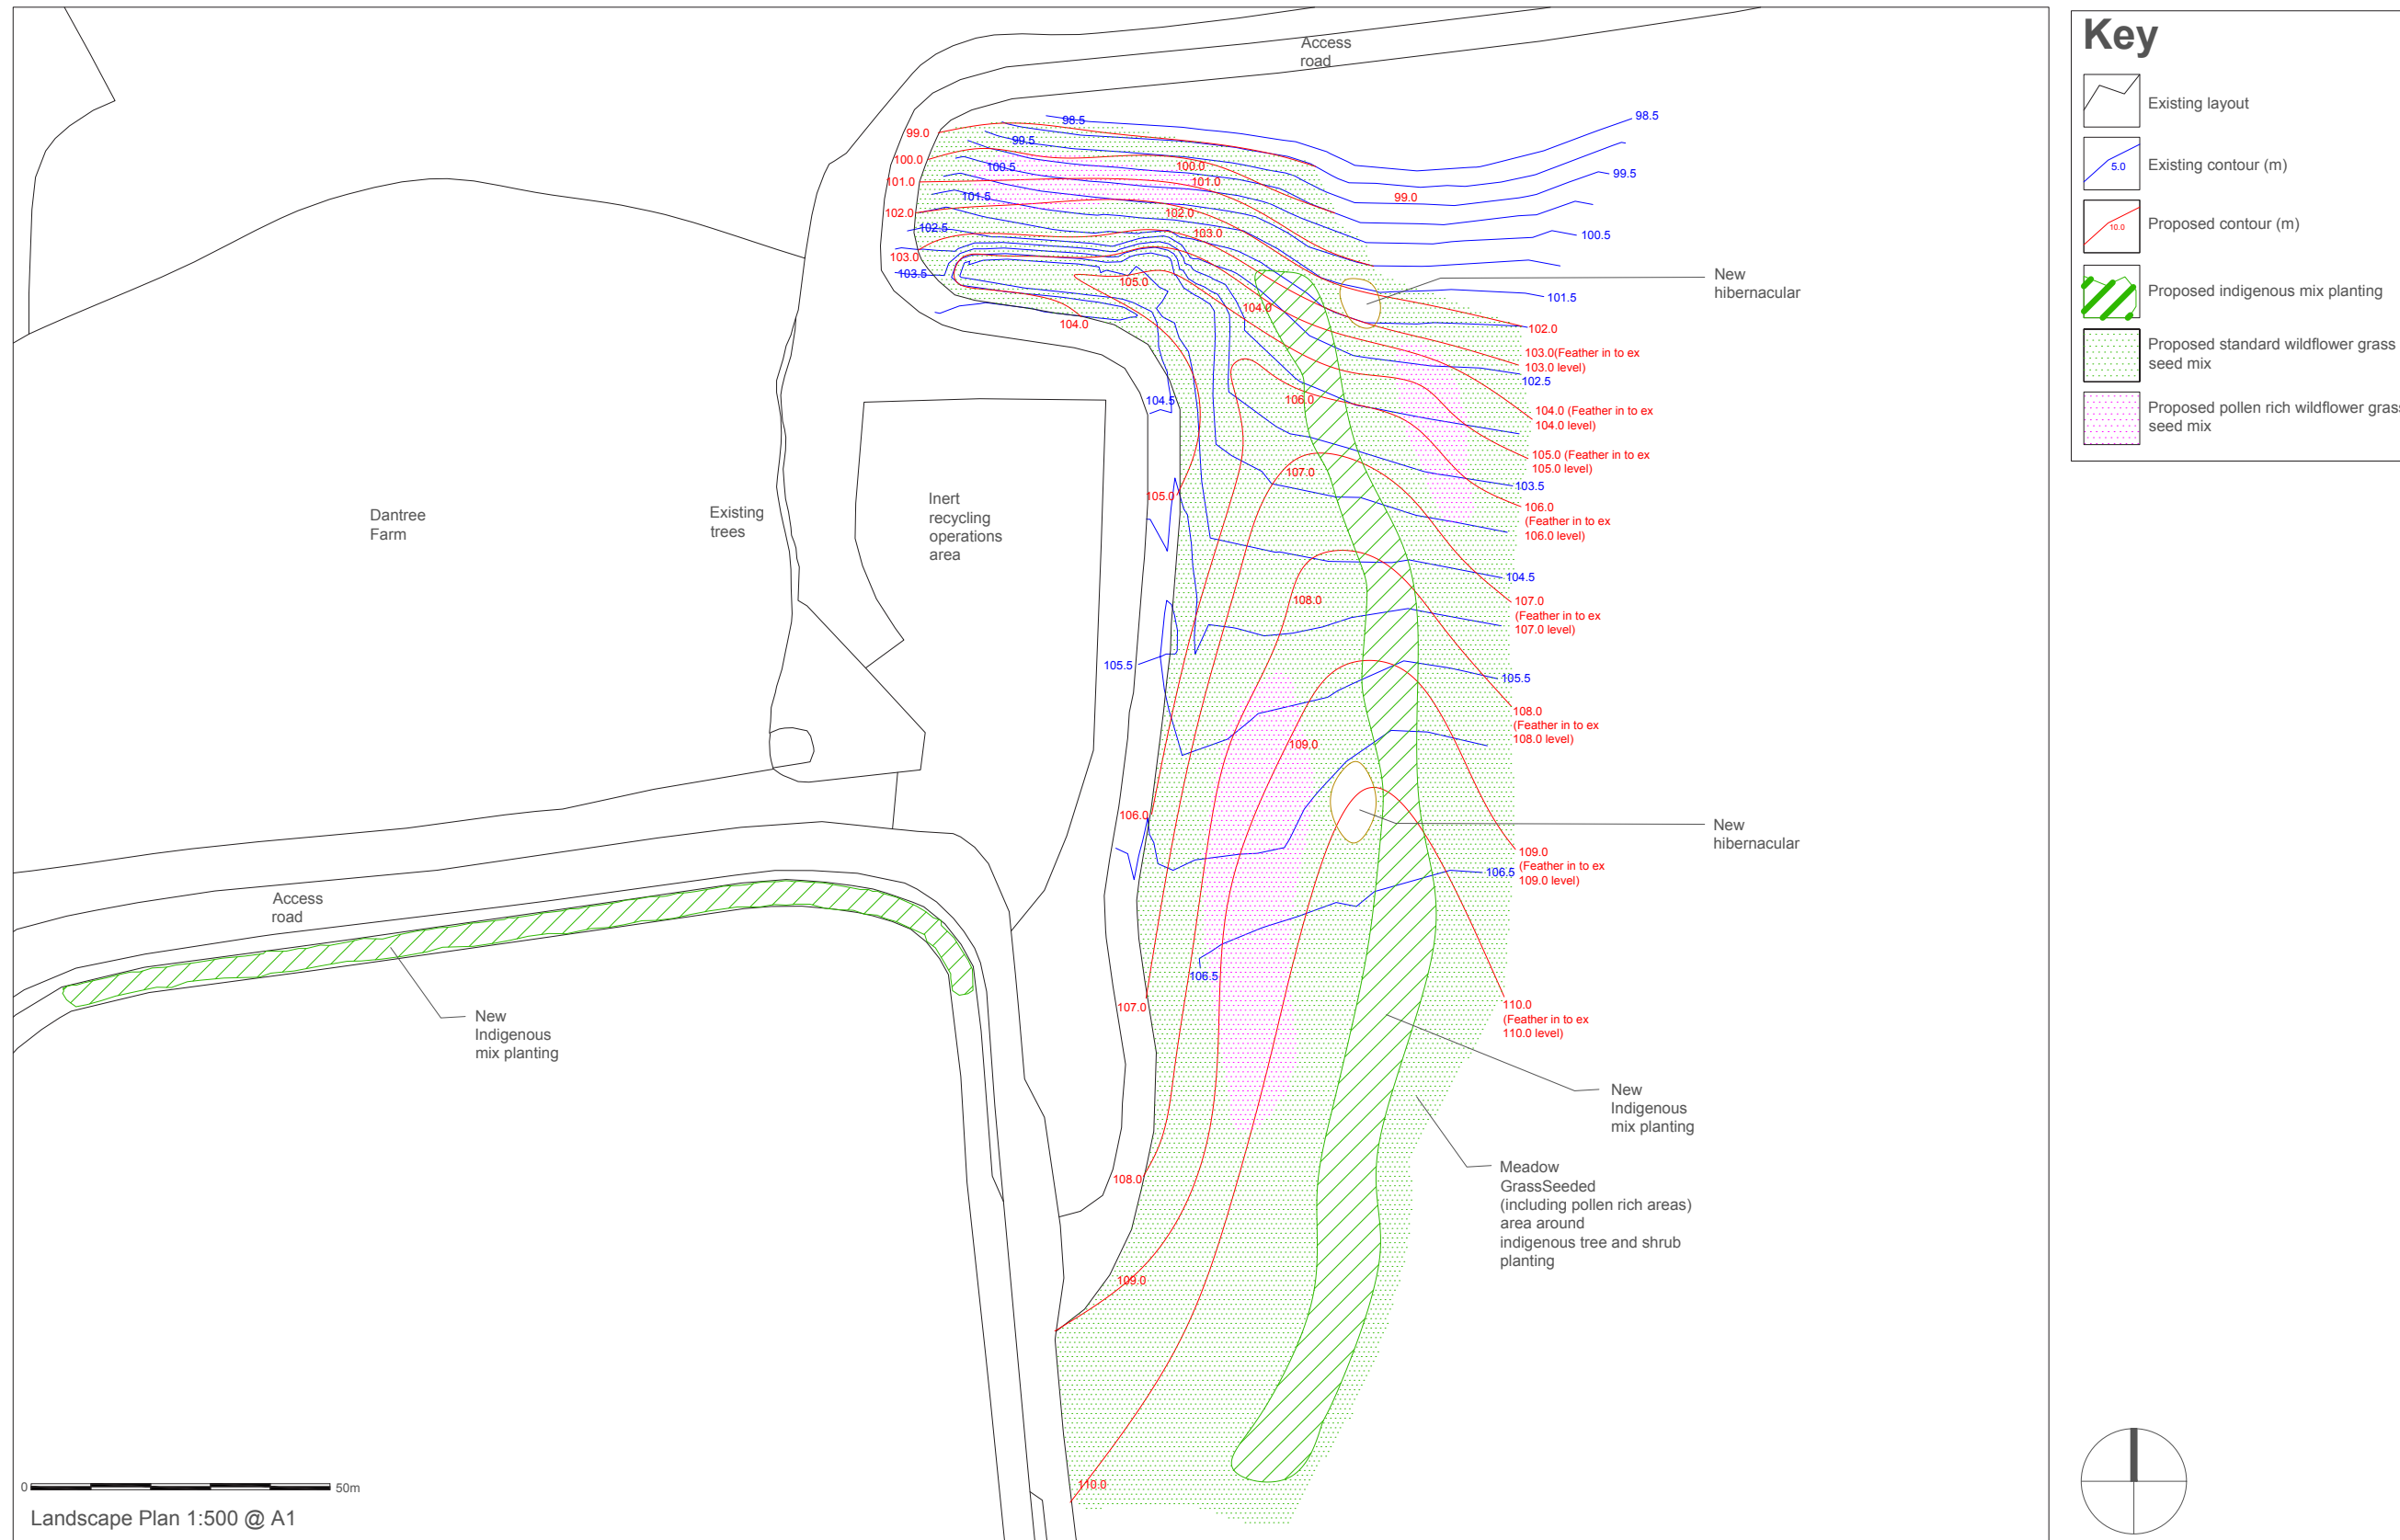 Key
Existing layout
5.0
Existing contour (m)
10.0
Proposed contour (m)
Proposed indigenous mix planting
Proposed standard wildflower grass
seed mix
Proposed pollen rich wildflower grass
seed mix
Access
road
98.5
98.5
99.0
99.5
99.5
100.0
100.5
100.0
101.0
101.0
99.0
101.5
102.0
102.0
102.5
103.0
100.5
103.0
103.5
105.0
New
hibernacular
101.5
104.0
104.0
102.0
103.0(Feather in to ex
103.0 level)
102.5
104.5
106.0
104.0 (Feather in to ex
104.0 level)
105.0 (Feather in to ex
105.0 level)
107.0
103.5
105.0
106.0
(Feather in to ex
106.0 level)
Dantree
Farm
Existing
trees
Inert
recycling
operations
area
104.5
108.0
107.0
(Feather in to ex
107.0 level)
105.5
105.5
108.0
(Feather in to ex
108.0 level)
109.0
106.0
New
hibernacular
109.0
(Feather in to ex
109.0 level)
106.5
Access
road
106.5
107.0
110.0
(Feather in to ex
110.0 level)
New
Indigenous
mix planting
New
Indigenous
mix planting
108.0
Meadow
GrassSeeded
(including pollen rich areas)
area around
indigenous tree and shrub
planting
109.0
110.0
0
50m
Landscape Plan 1:500 @ A1